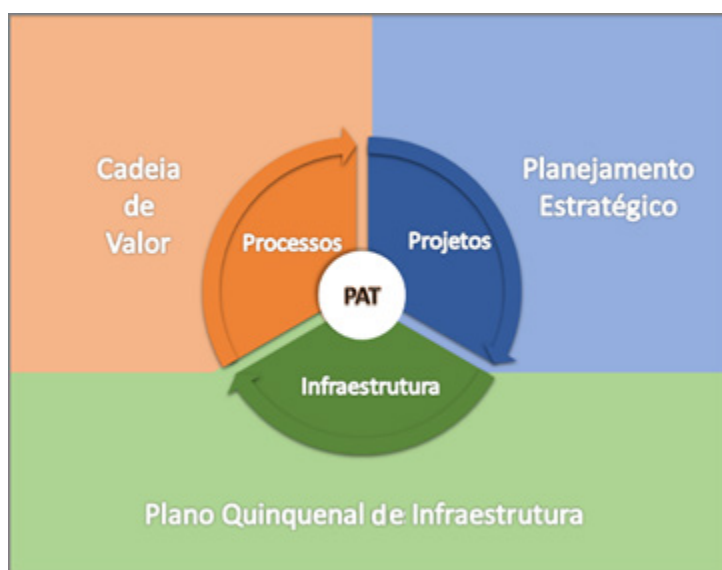 Cadeia
de
Valor
Planejamento
Estratégico
Processos
Projetos
PAT
Infraestrutura
Plano Quinquenal de Infraestrutura